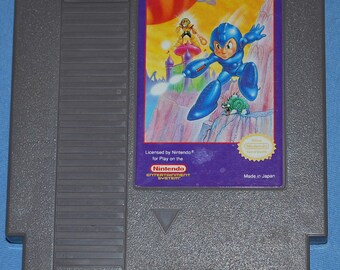 Licensed by Nintendo®
for Play on the
Nintendo
ENTERTAINMENT
SYSTEM®
Made in Japan